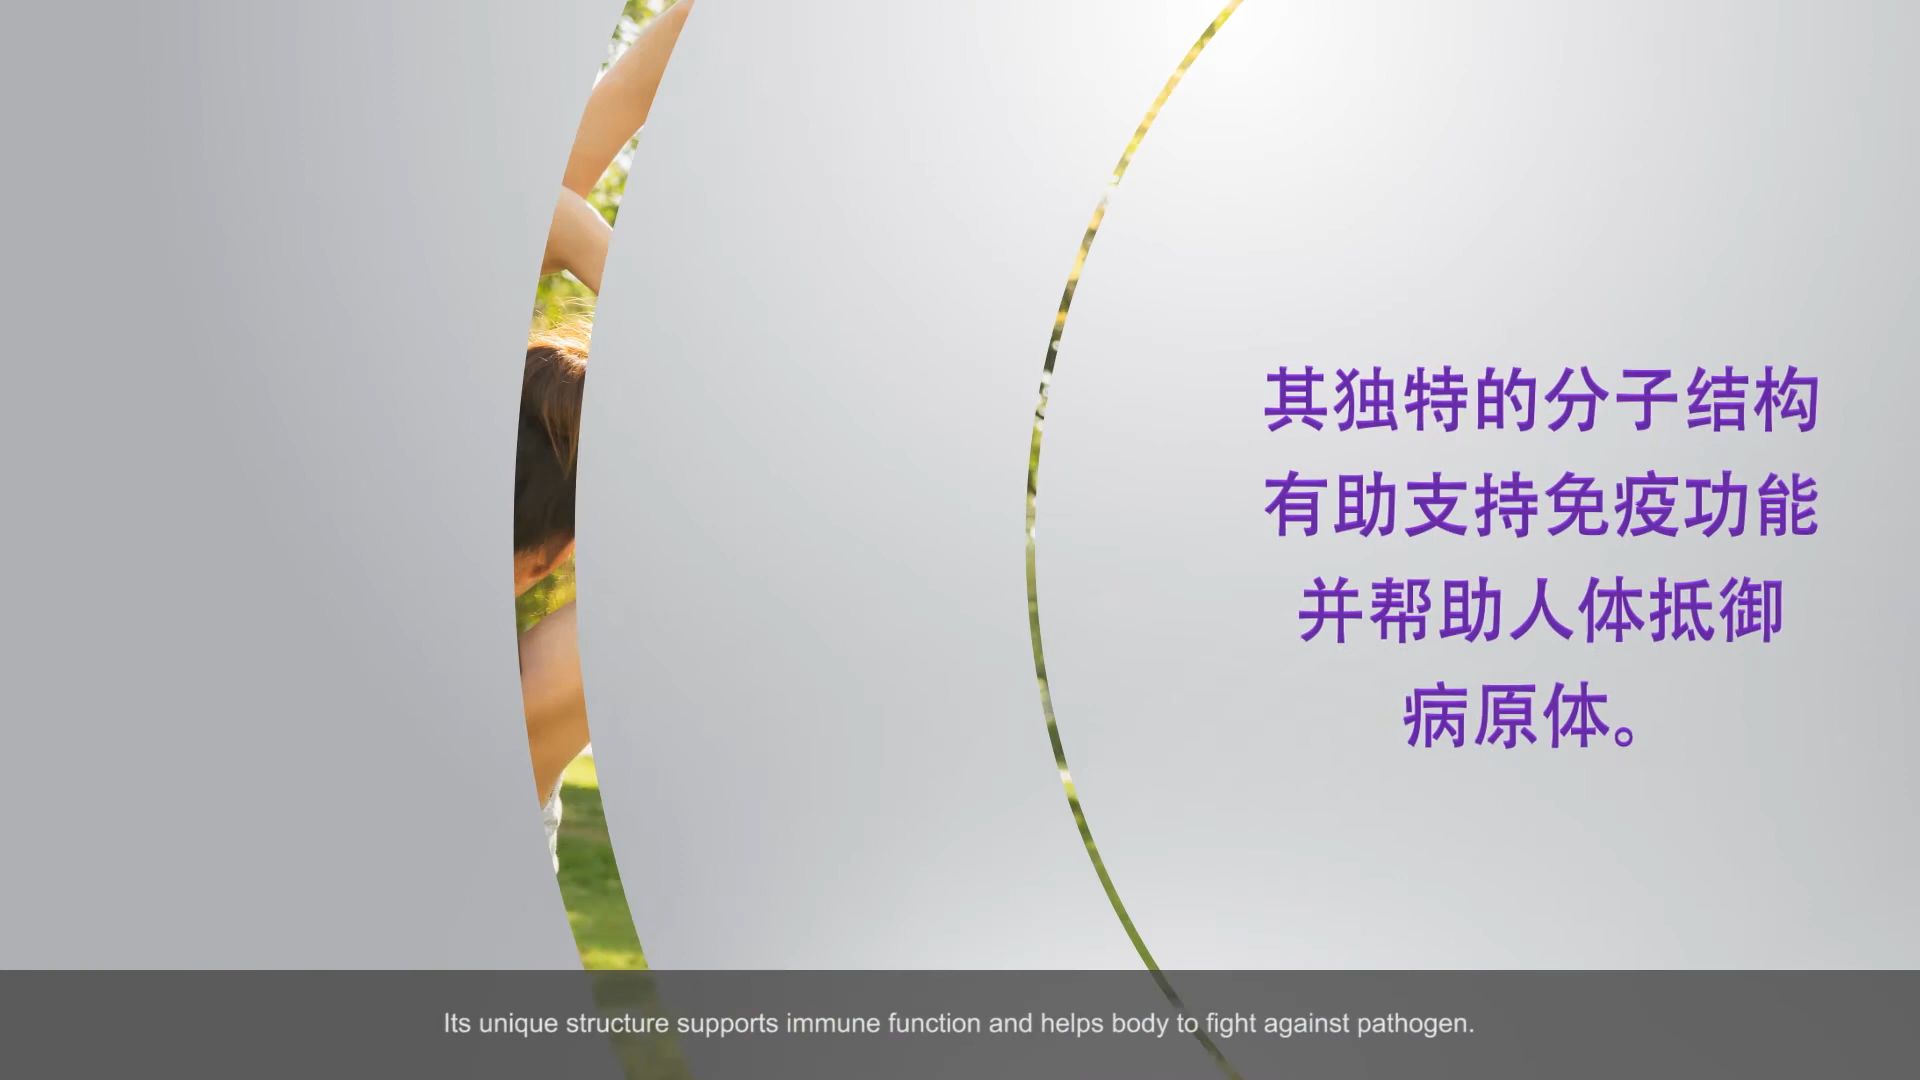 其独特的分子结构
有助支持免疫功能
并帮助人体抵御
病原体。
Its unique structure supports immune function and helps body to fight against pathogen.